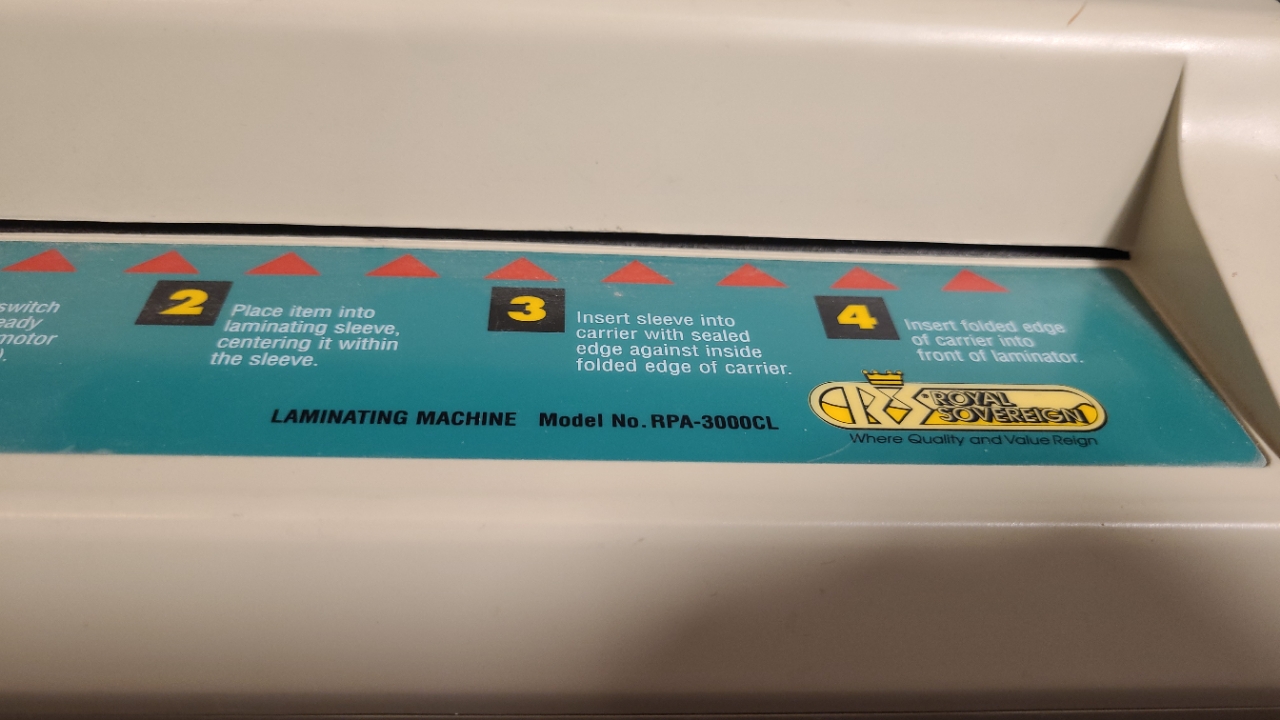 switch
eady
motor
).
2
Place item into
laminating sleeve,
centering it within
the sleeve.
3
Insert sleeve into
carrier with sealed
edge against inside
folded edge of carrier.
4
Insert folded edge
of carrier into
front of laminator.
LAMINATING MACHINE Model No. RPA-3000CL
RS ROYAL
SOVEREIGN
Where Quality and Value Reign